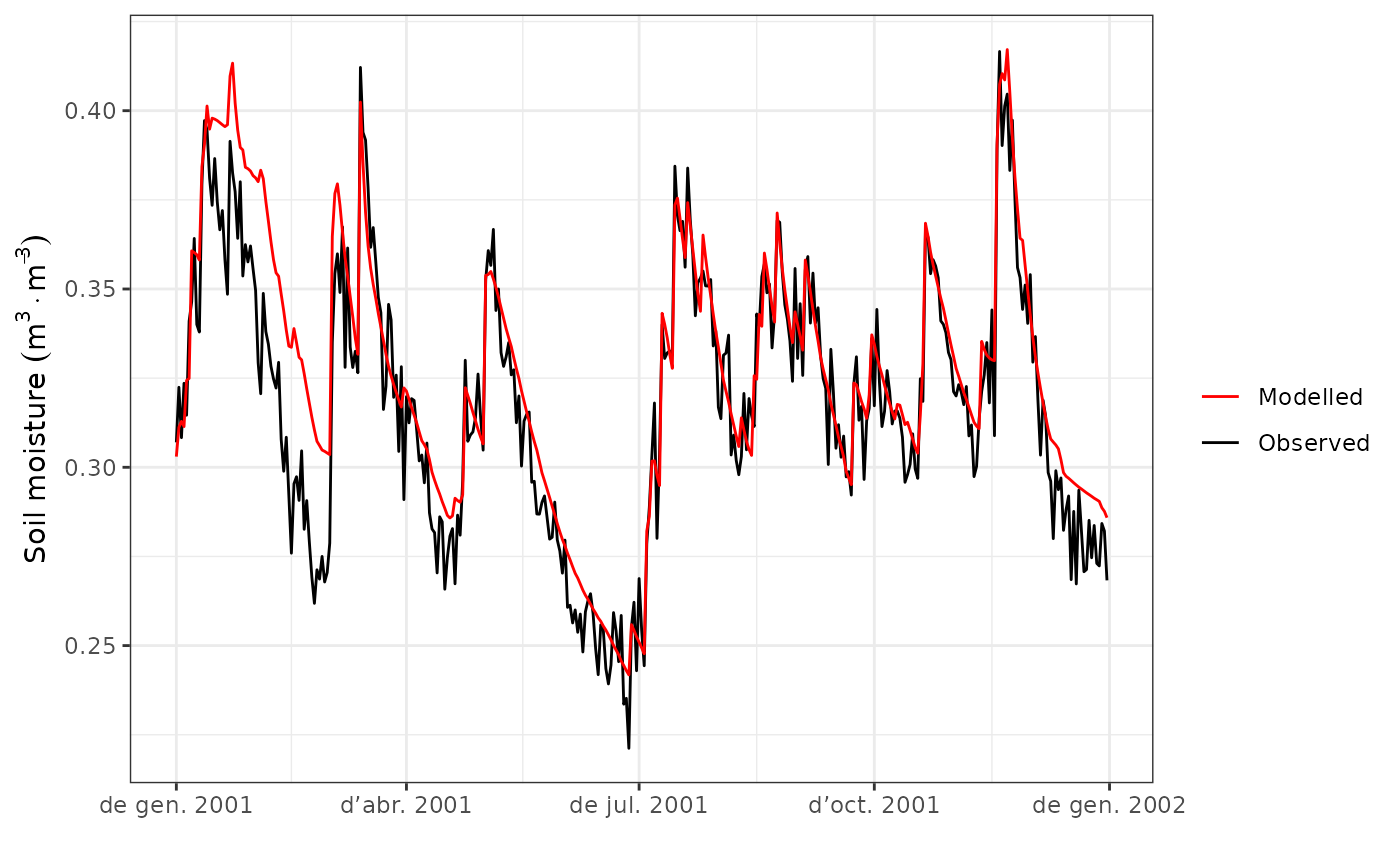 Soil moisture (m³ · m⁻³)
0.40
0.35
0.30
0.25
de gen. 2001
d’abr. 2001
de jul. 2001
d’oct. 2001
de gen. 2002
Modelled
Observed